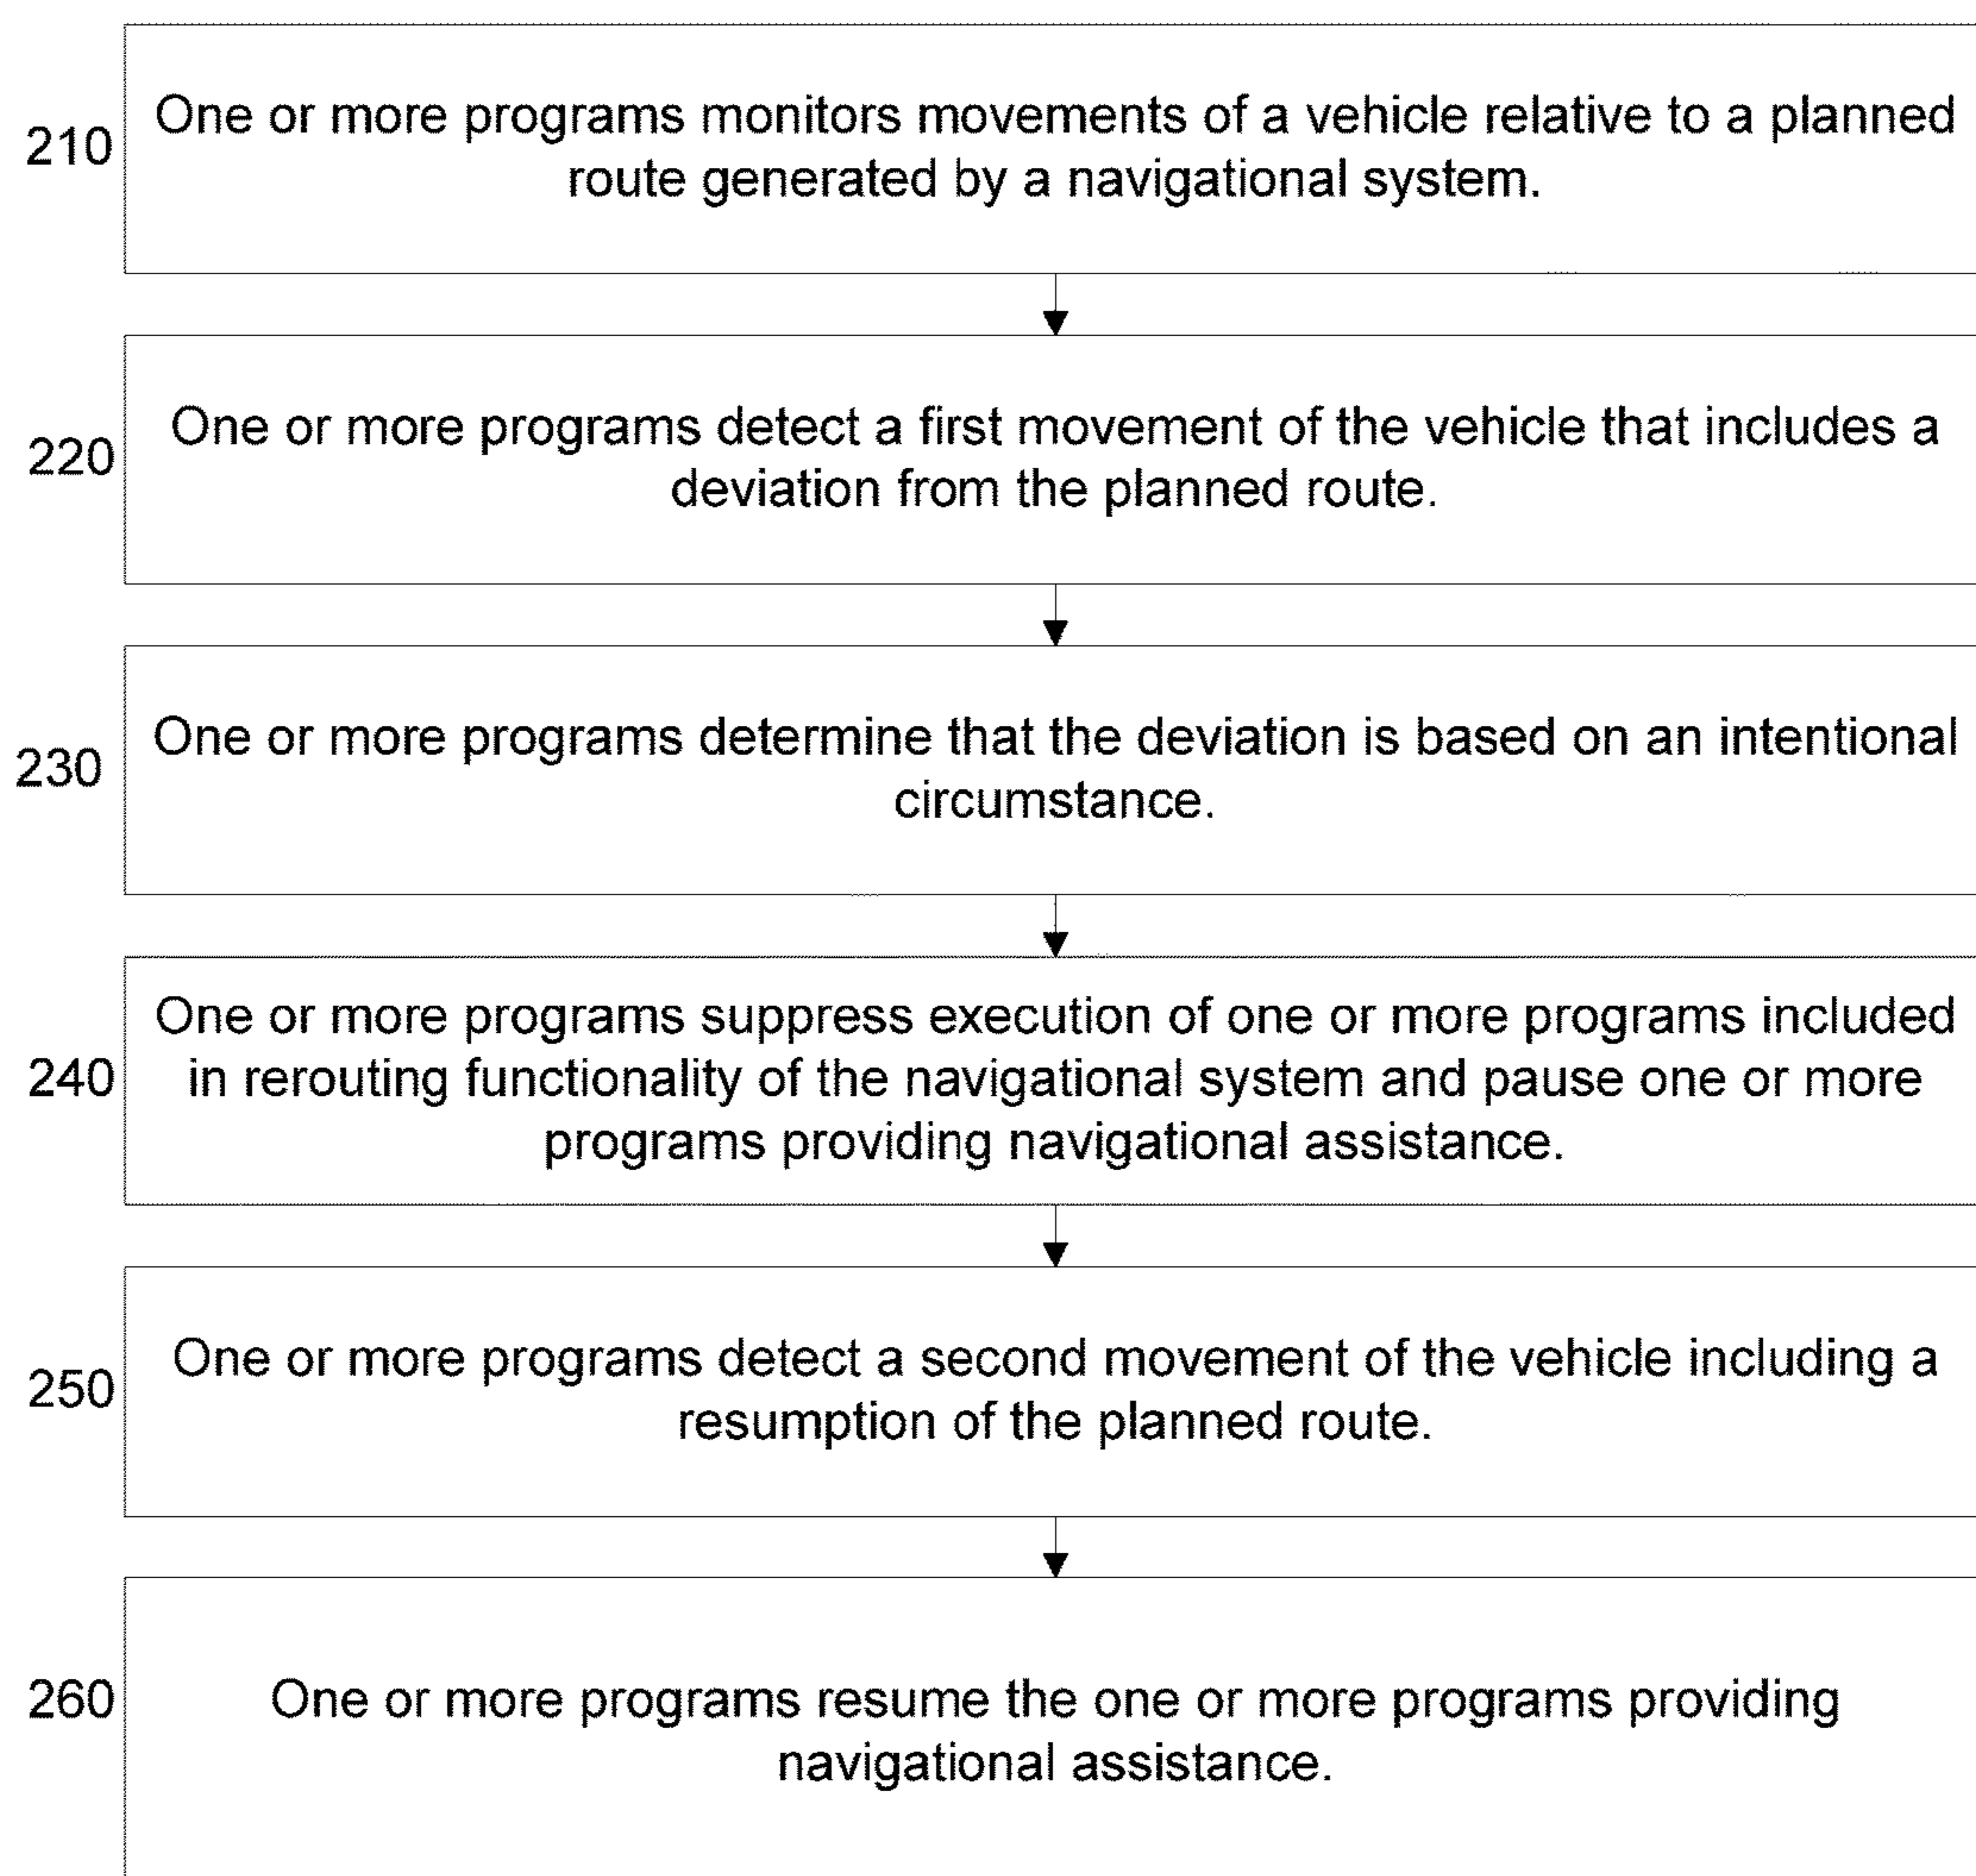 210
One or more programs monitors movements of a vehicle relative to a planned
route generated by a navigational system.
220
One or more programs detect a first movement of the vehicle that includes a
deviation from the planned route.
230
One or more programs determine that the deviation is based on an intentional
circumstance.
240
One or more programs suppress execution of one or more programs included
in rerouting functionality of the navigational system and pause one or more
programs providing navigational assistance.
250
One or more programs detect a second movement of the vehicle including a
resumption of the planned route.
260
One or more programs resume the one or more programs providing
navigational assistance.